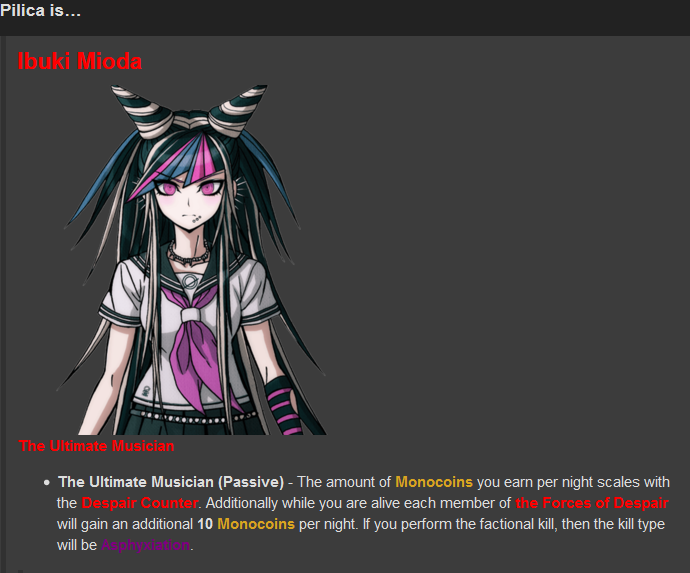 Pilica is…
Ibuki Mioda
The Ultimate Musician
The Ultimate Musician (Passive) - The amount of Monocoins you earn per night scales with
the Despair Counter. Additionally while you are alive each member of the Forces of Despair
will gain an additional 10 Monocoins per night. If you perform the factional kill, then the kill type
will be Asphyxiation.